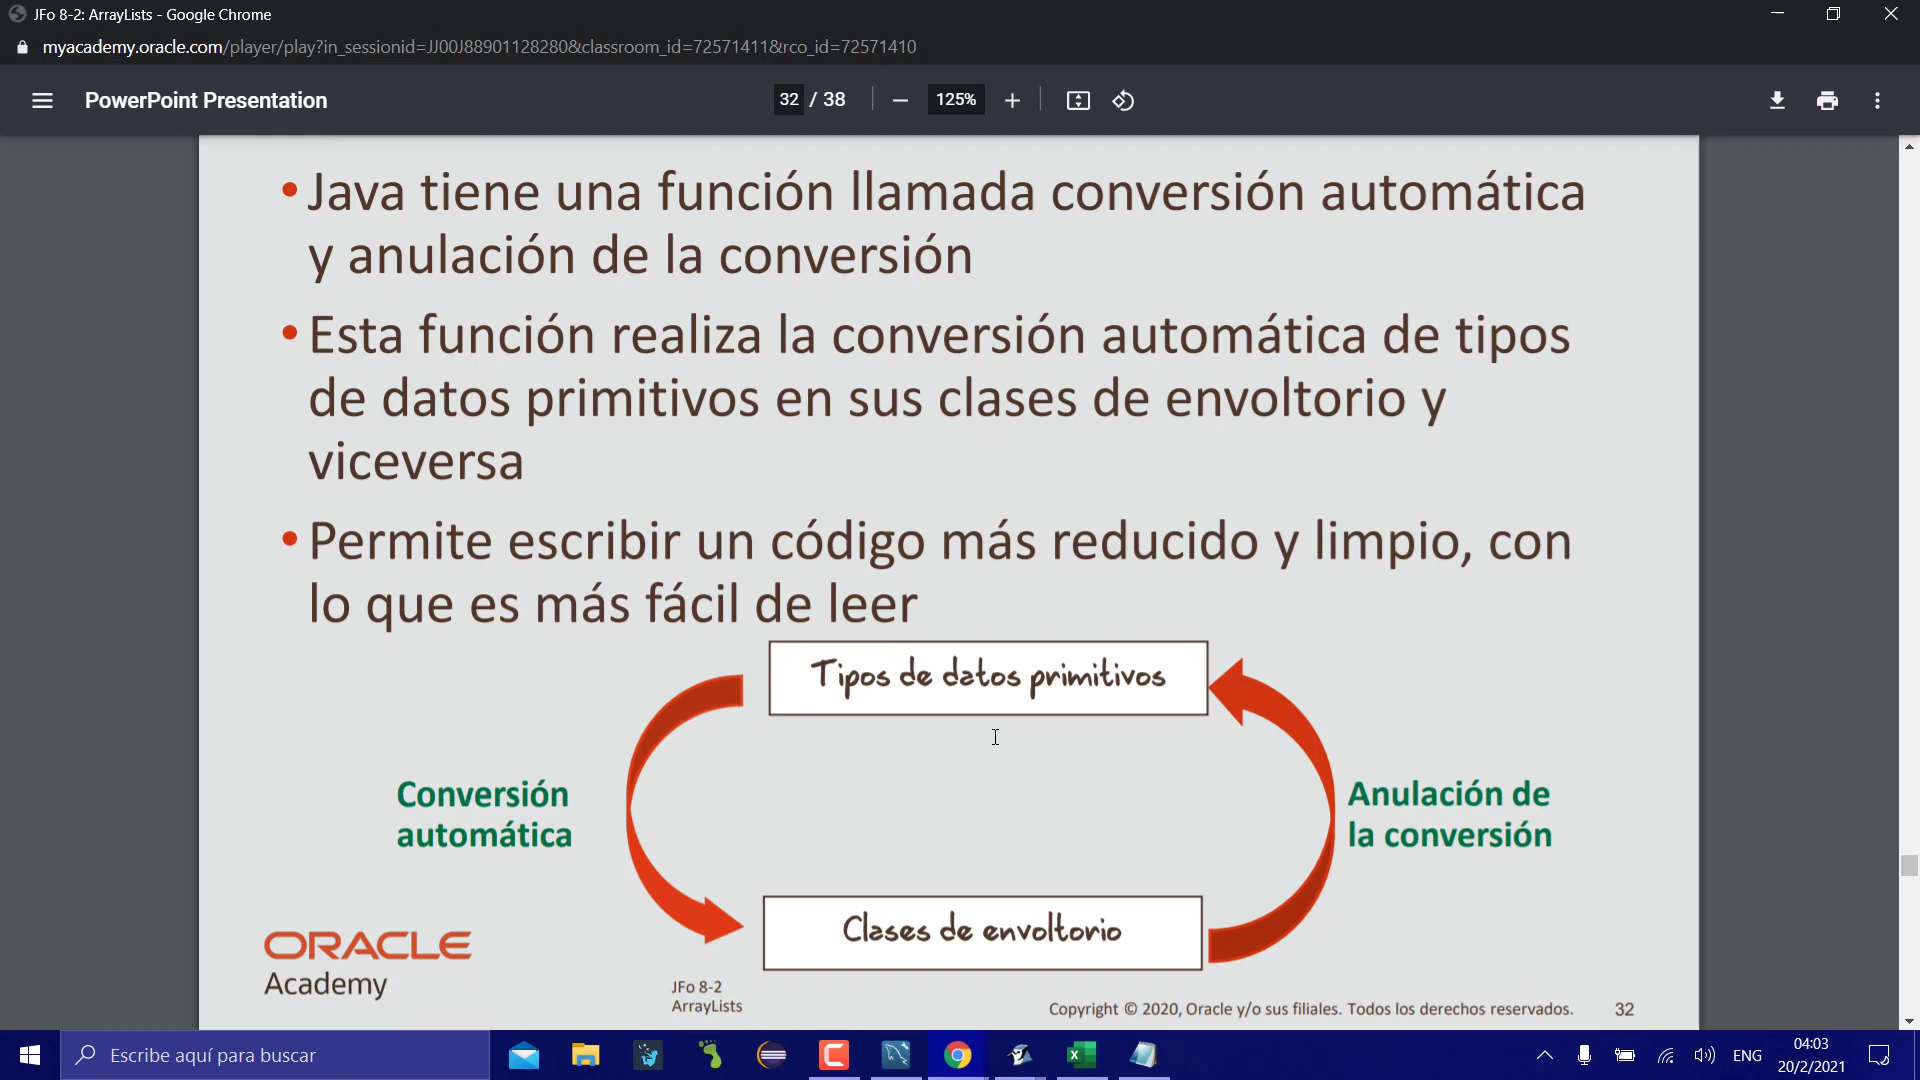 JFo 8-2: ArrayLists - Google Chrome
myacademy.oracle.com/player/play?in_sessionid=JJ00J88901128280&classroom_id=72571411&rco_id=72571410
PowerPoint Presentation
32 / 38
125%
•Java tiene una función llamada conversión automática
y anulación de la conversión
•Esta función realiza la conversión automática de tipos
de datos primitivos en sus clases de envoltorio y
viceversa
•Permite escribir un código más reducido y limpio, con
lo que es más fácil de leer
Tipos de datos primitivos
Conversión
automática
Anulación de
la conversión
Clases de envoltorio
ORACLE
Academy
JFo 8-2
ArrayLists
Copyright © 2020, Oracle y/o sus filiales. Todos los derechos reservados.
32
Escribe aquí para buscar
ENG
04:03
20/2/2021